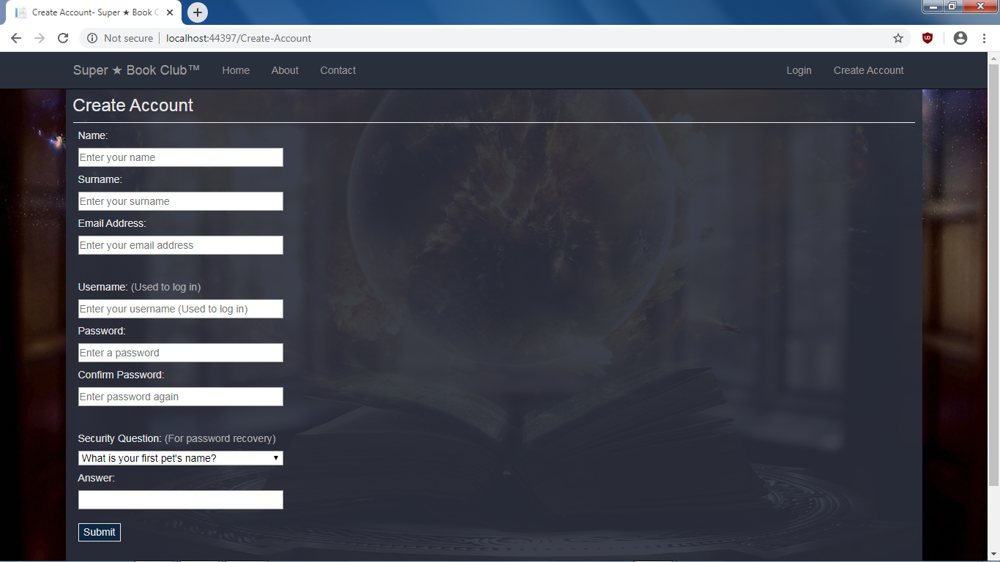 Create Account- Super ★ Book C
Not secure | localhost:44397/Create-Account
Super ★ Book Club™ Home About Contact Login Create Account
Create Account
Name:
Enter your name
Surname:
Enter your surname
Email Address:
Enter your email address
Username: (Used to log in)
Enter your username (Used to log in)
Password:
Enter a password
Confirm Password:
Enter password again
Security Question: (For password recovery)
What is your first pet's name?
Answer:
Submit